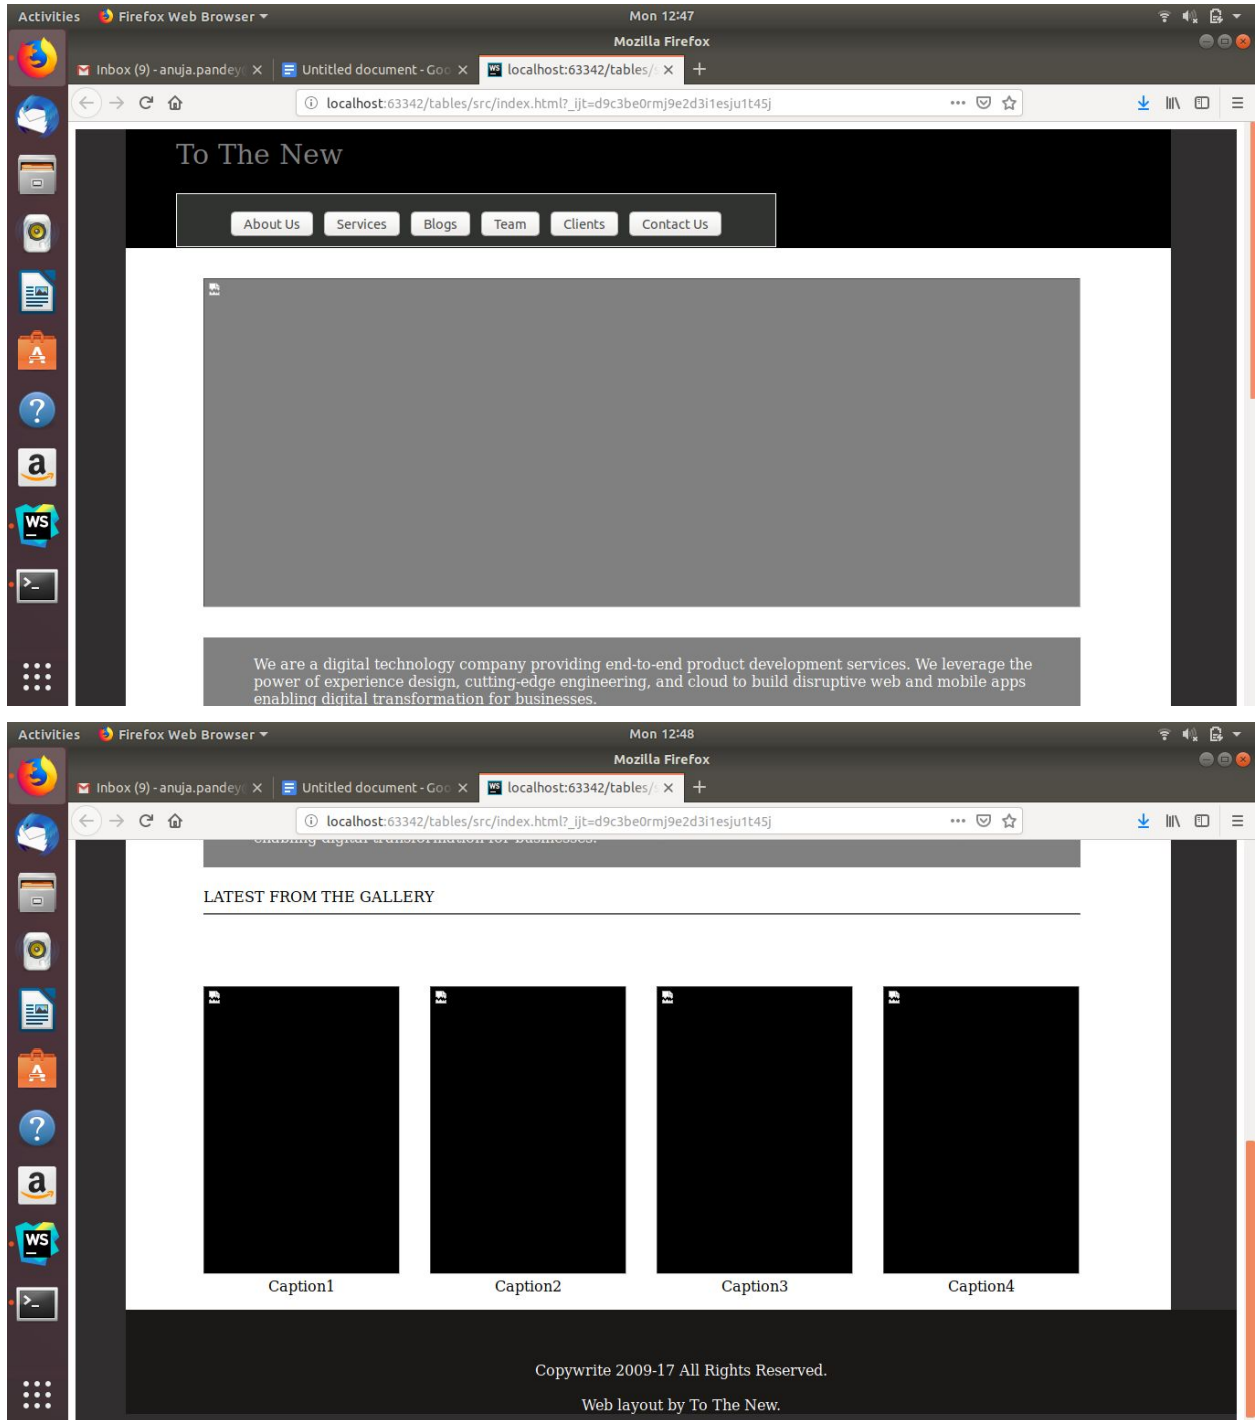 Activities Firefox Web Browser Mon 12:47
Mozilla Firefox
Inbox (9) - anuja.pandey Untitled document - Goo localhost:63342/tables/
localhost:63342/tables/src/index.html?_ijt=d9c3be0rmj9e2d3i1esju1t45j
To The New
About Us Services Blogs Team Clients Contact Us
We are a digital technology company providing end-to-end product development services. We leverage the
power of experience design, cutting-edge engineering, and cloud to build disruptive web and mobile apps
enabling digital transformation for businesses.
Activities Firefox Web Browser Mon 12:48
Mozilla Firefox
Inbox (9) - anuja.pandey Untitled document - Goo localhost:63342/tables/
localhost:63342/tables/src/index.html?_ijt=d9c3be0rmj9e2d3i1esju1t45j
enabling digital transformation for businesses.
LATEST FROM THE GALLERY
Caption1 Caption2 Caption3 Caption4
Copywrite 2009-17 All Rights Reserved.
Web layout by To The New.